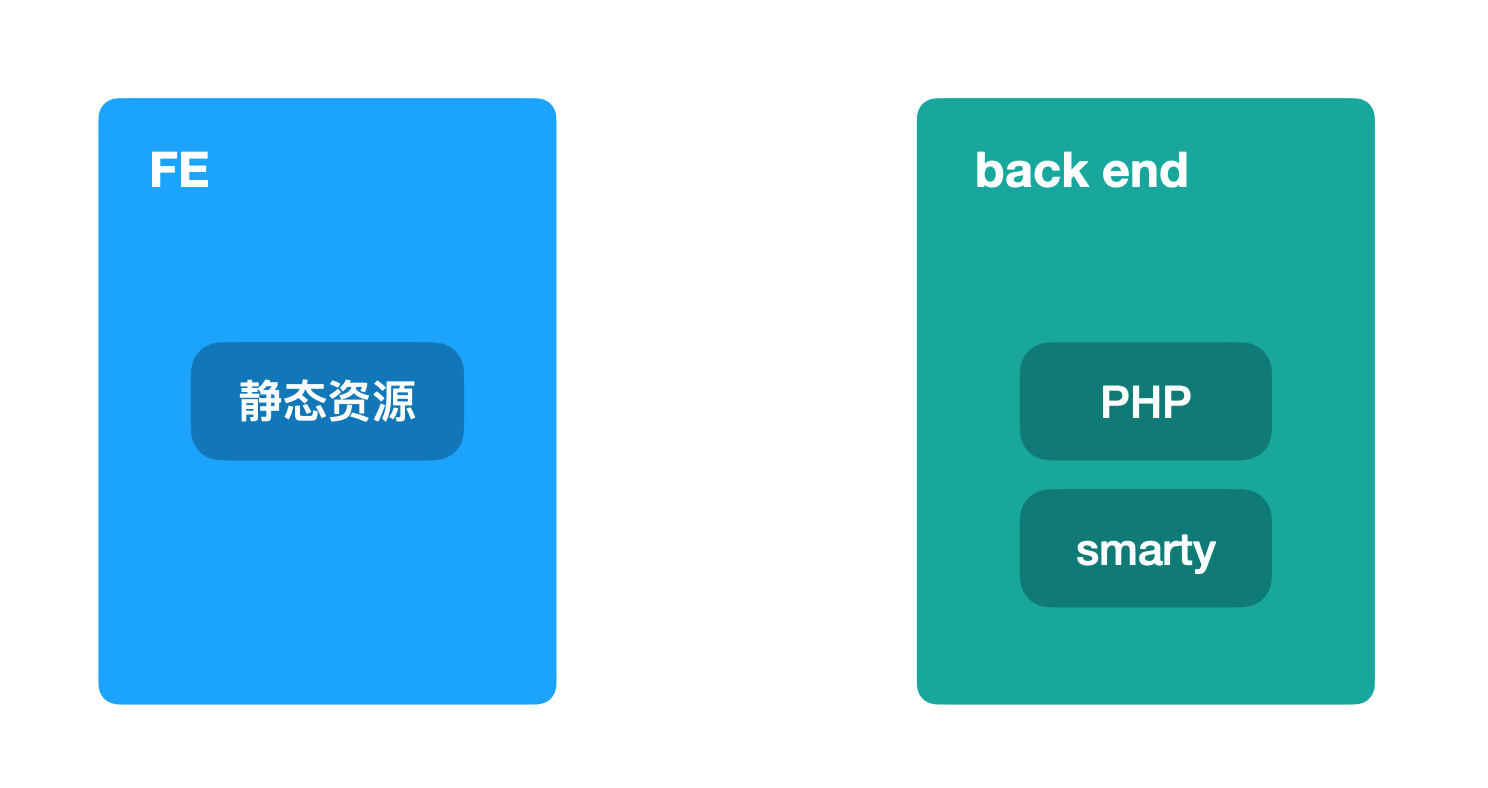 FE
静态资源
back end
PHP
smarty